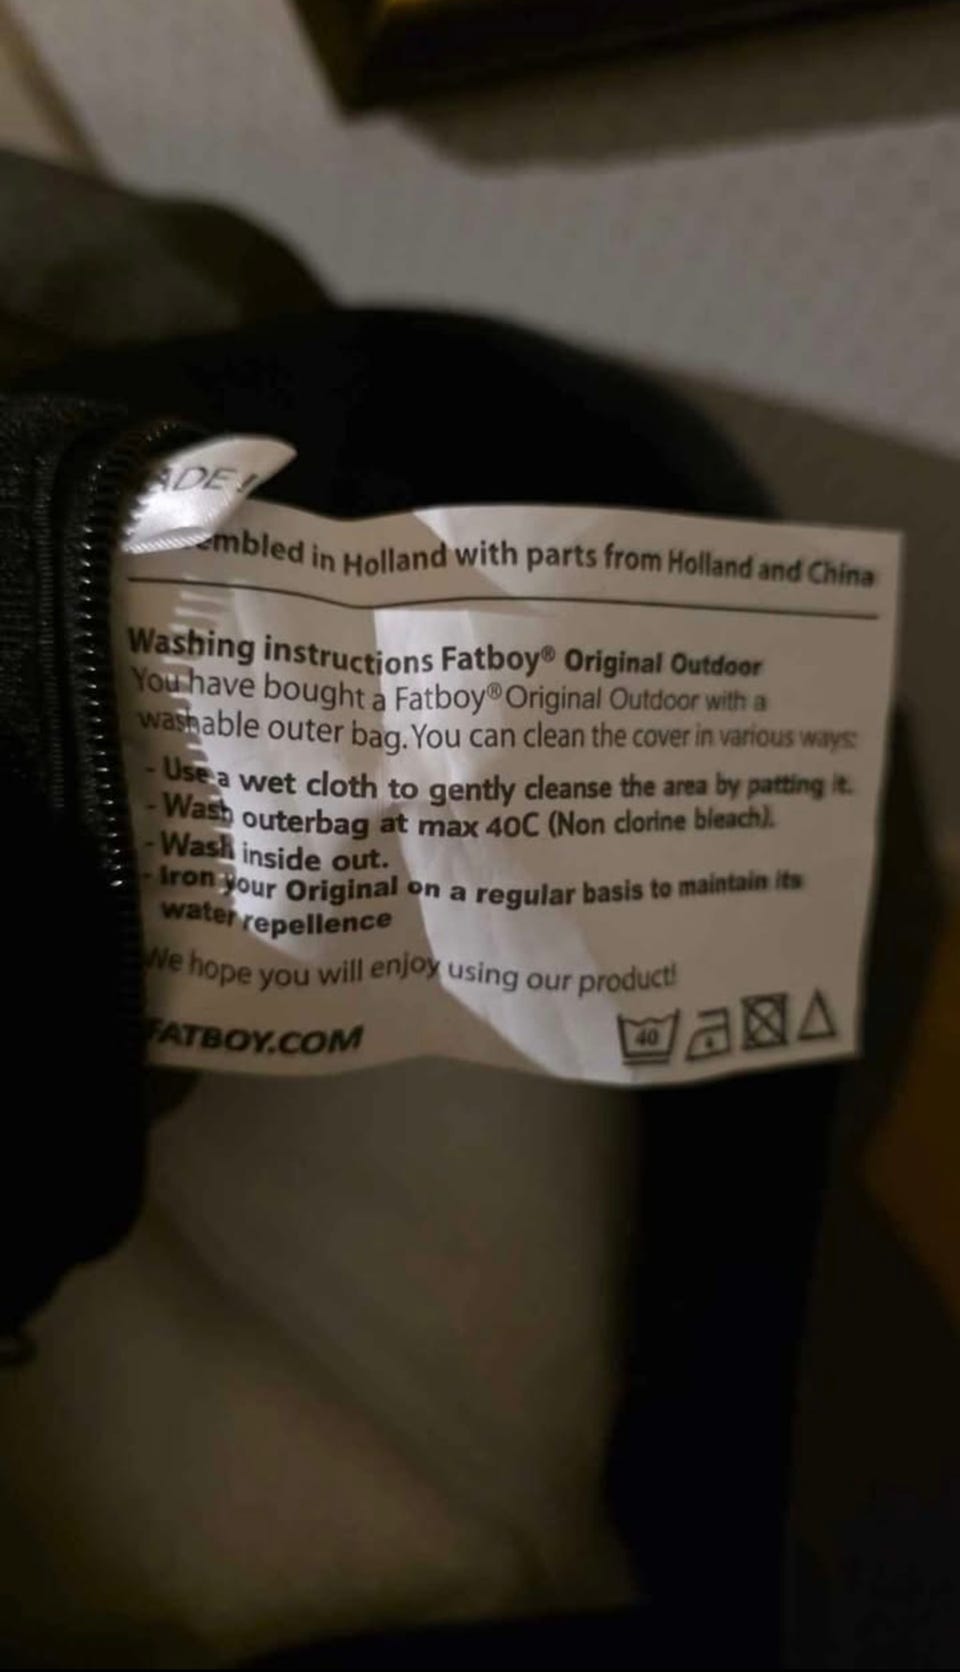 ADE!
embled in Holland with parts from Holland and China
Washing instructions Fatboy® Original Outdoor
You have bought a Fatboy® Original Outdoor with a
washable outer bag. You can clean the cover in various ways:
- Use a wet cloth to gently cleanse the area by patting it.
- Wash outerbag at max 40C (Non clorine bleach).
- Wash inside out.
- Iron your Original on a regular basis to maintain its
water repellence
We hope you will enjoy using our product!
FATBOY.COM
40